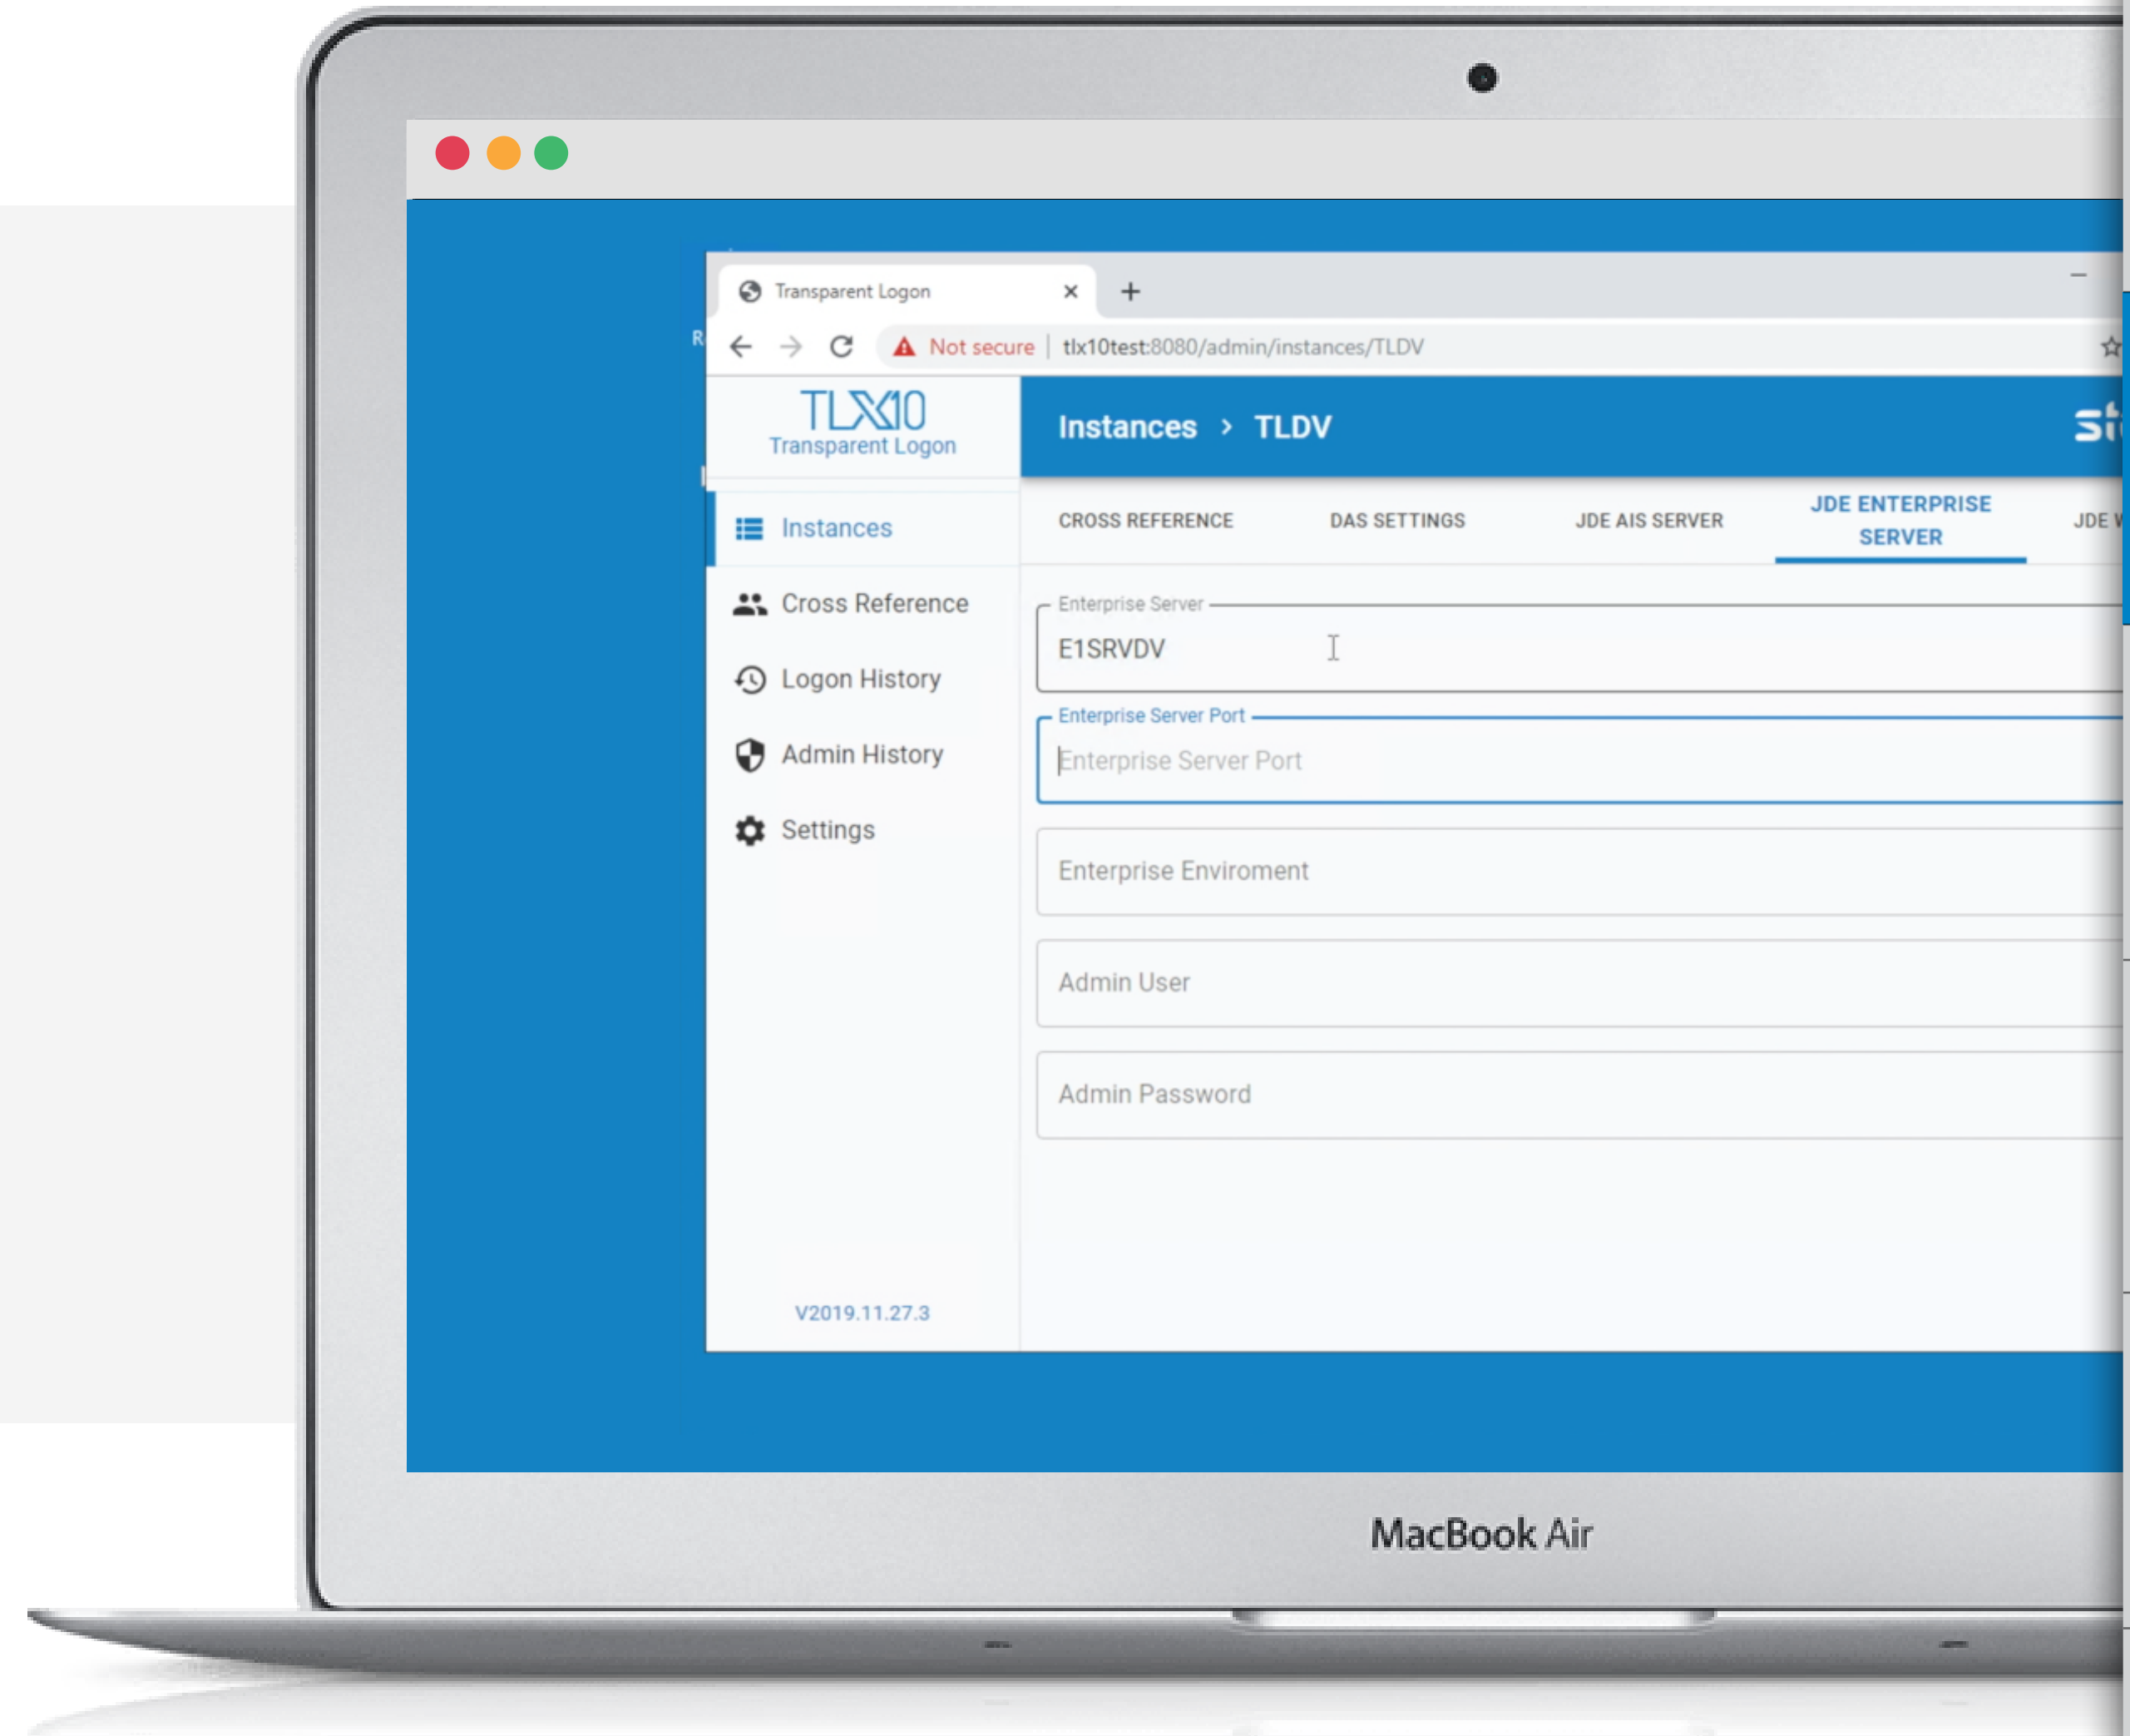 Transparent Logon
Not secure | tlx10test:8080/admin/instances/TLDV
TLX10
Transparent Logon
Instances > TLDV
CROSS REFERENCE
DAS SETTINGS
JDE AIS SERVER
JDE ENTERPRISE
SERVER
JDE
Instances
Cross Reference
Logon History
Admin History
Settings
Enterprise Server
E1SRVDV
Enterprise Server Port
Enterprise Server Port
Enterprise Enviroment
Admin User
Admin Password
V2019.11.27.3
MacBook Air